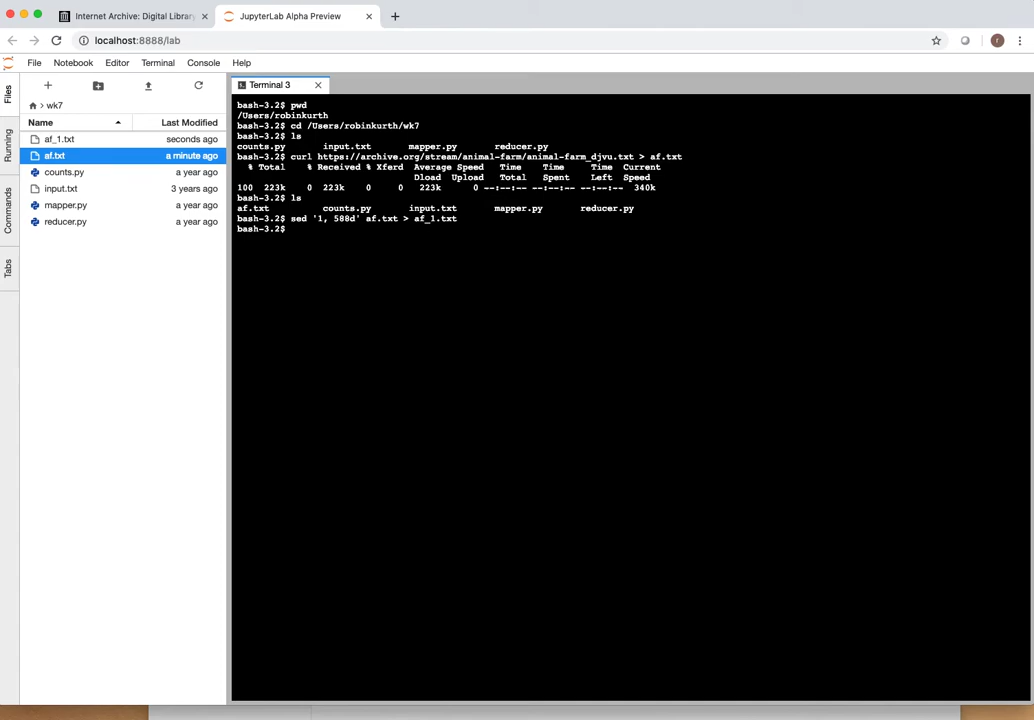 Internet Archive: Digital Library
JupyterLab Alpha Preview
localhost:8888/lab
r
File Notebook Editor Terminal Console Help
Files
Running
Commands
Tabs
> wk7
Name Last Modified
af_1.txt seconds ago
af.txt a minute ago
counts.py a year ago
input.txt 3 years ago
mapper.py a year ago
reducer.py a year ago
Terminal 3
bash-3.2$ pwd
/Users/robinkurth
bash-3.2$ cd /Users/robinkurth/wk7
bash-3.2$ ls
counts.py input.txt mapper.py reducer.py
bash-3.2$ curl https://archive.org/stream/animal-farm/animal-farm_djvu.txt > af.txt
% Total % Received % Xferd Average Speed Time Time Time Current
Dload Upload Total Spent Left Speed
100 223k 0 223k 0 0 223k 0 --:--:-- --:--:-- --:--:-- 340k
bash-3.2$ ls
af.txt counts.py input.txt mapper.py reducer.py
bash-3.2$ sed '1, 588d' af.txt > af_1.txt
bash-3.2$